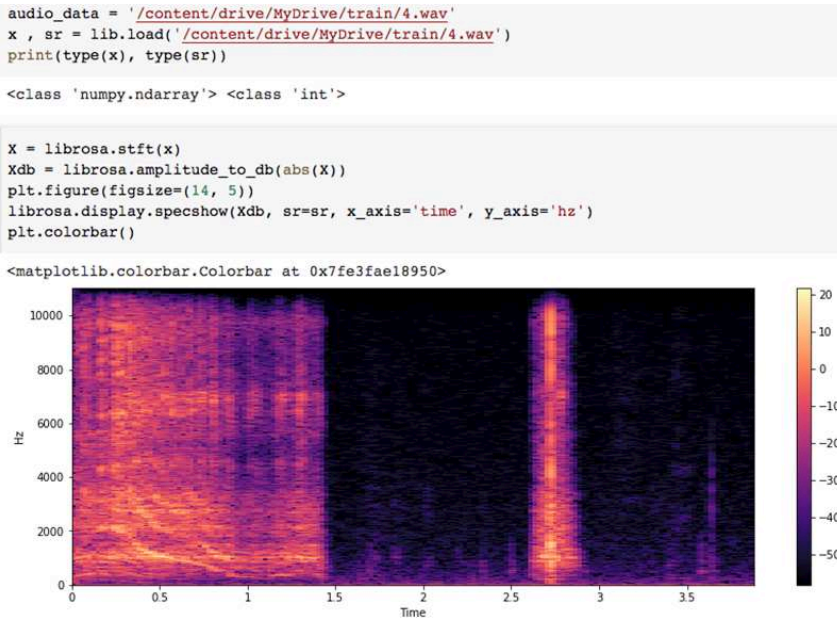 audio_data = '/content/drive/MyDrive/train/4.wav'
x , sr = lib.load('/content/drive/MyDrive/train/4.wav')
print(type(x), type(sr))
<class 'numpy.ndarray'> <class 'int'>
X = librosa.stft(x)
Xdb = librosa.amplitude_to_db(abs(X))
plt.figure(figsize=(14, 5))
librosa.display.specshow(Xdb, sr=sr, x_axis='time', y_axis='hz')
plt.colorbar()
<matplotlib.colorbar.Colorbar at 0x7fe3fae18950>
10000
8000
6000
4000
2000
0
Hz
0 0.5 1 1.5 2 2.5 3 3.5
Time
20
10
0
-10
-20
-30
-40
-50